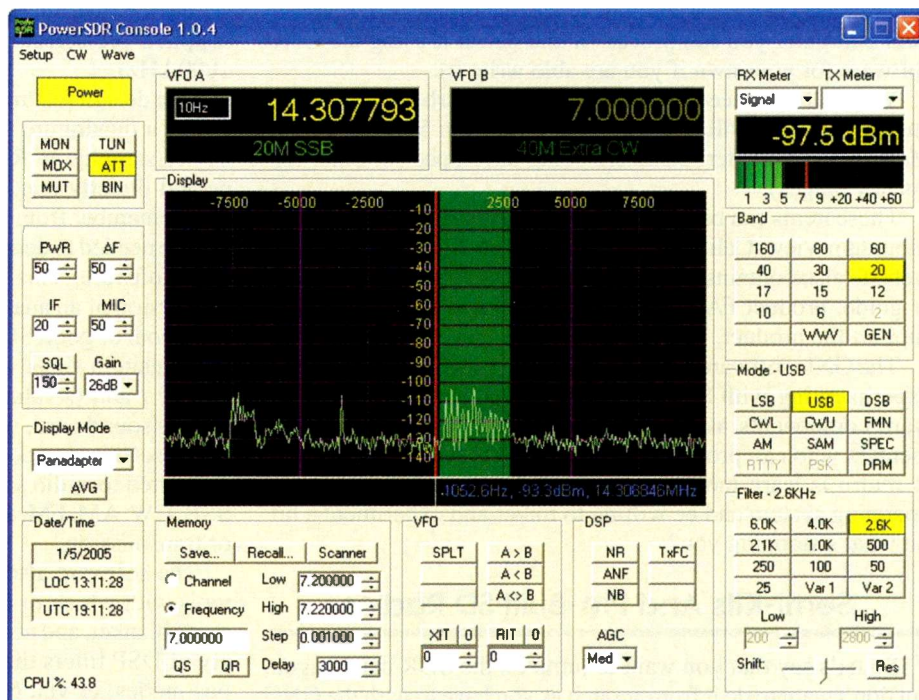 PowerSDR Console 1.0.4
Setup CW Wave
Power
VFO A
10Hz 14.307793
20M SSB
VFO B
7.000000
40M Extra CW
RX Meter TX Meter
Signal
-97.5 dBm
1 3 5 7 9 +20 +40 +60
MON TUN
MOX ATT
MUT BIN
PWR AF
50 50
IF MIC
20 50
SQL Gain
150 26dB
Display Mode
Panadapter
AVG
Date/Time
1/5/2005
LOC 13:11:28
UTC 19:11:28
CPU %: 43.8
Display
-7500 -5000 -2500 2500 5000 7500
-10
-20
-30
-40
-50
-60
-70
-80
-90
-100
-110
-120
-130
-140
-1052.6Hz, -93.3dBm, 14.306846MHz
Band
160 80 60
40 30 20
17 15 12
10 6 2
WWV GEN
Mode - USB
LSB USB DSB
CWL CWU FMN
AM SAM SPEC
RTTY PSK DRM
Filter - 2.6KHz
6.0K 4.0K 2.6K
2.1K 1.0K 500
250 100 50
25 Var 1 Var 2
Low High
200 2800
Shift: Res
Memory
Save... Recall... Scanner
Channel Low 7.200000
Frequency High 7.220000
7.000000 Step 0.001000
QS QR Delay 3000
VFO
SPLT A > B
A < B
A <> B
XIT 0 RIT 0
0 0
DSP
NR TxFC
ANF
NB
AGC
Med